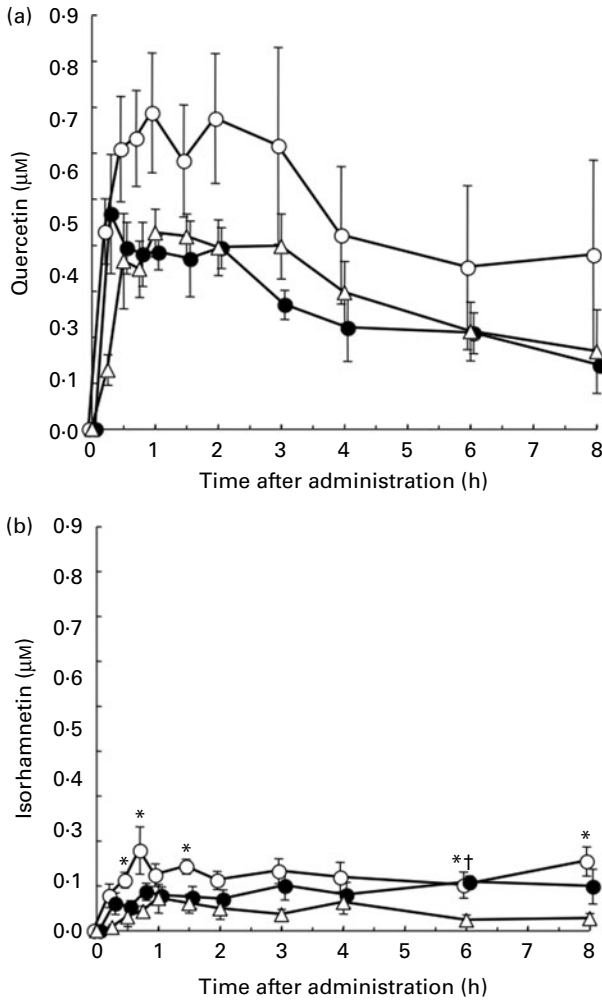 (a)
0·9
0·8
0·7
0·6
0·5
0·4
0·3
0·1
0·0
Quercetin (μM)
0 1 2 3 4 5 6 7 8
Time after administration (h)
(b)
0·9
0·8
0·7
0·6
0·5
0·4
0·3
0·1
0·0
Isorhamnetin (μM)
* * * *† *
0 1 2 3 4 5 6 7 8
Time after administration (h)